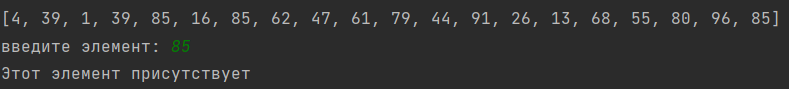 [4, 39, 1, 39, 85, 16, 85, 62, 47, 61, 79, 44, 91, 26, 13, 68, 55, 80, 96, 85]
введите элемент: 85
Этот элемент присутствует